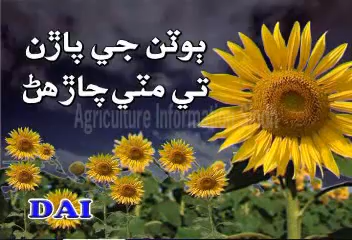 ٻوٽن جي پاڙن
تي مٽي چاڙهڻ
Agriculture Information
DAI